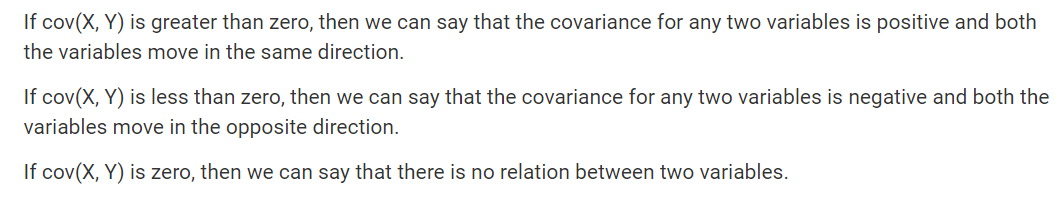 If cov(X, Y) is greater than zero, then we can say that the covariance for any two variables is positive and both
the variables move in the same direction.
If cov(X, Y) is less than zero, then we can say that the covariance for any two variables is negative and both the
variables move in the opposite direction.
If cov(X, Y) is zero, then we can say that there is no relation between two variables.